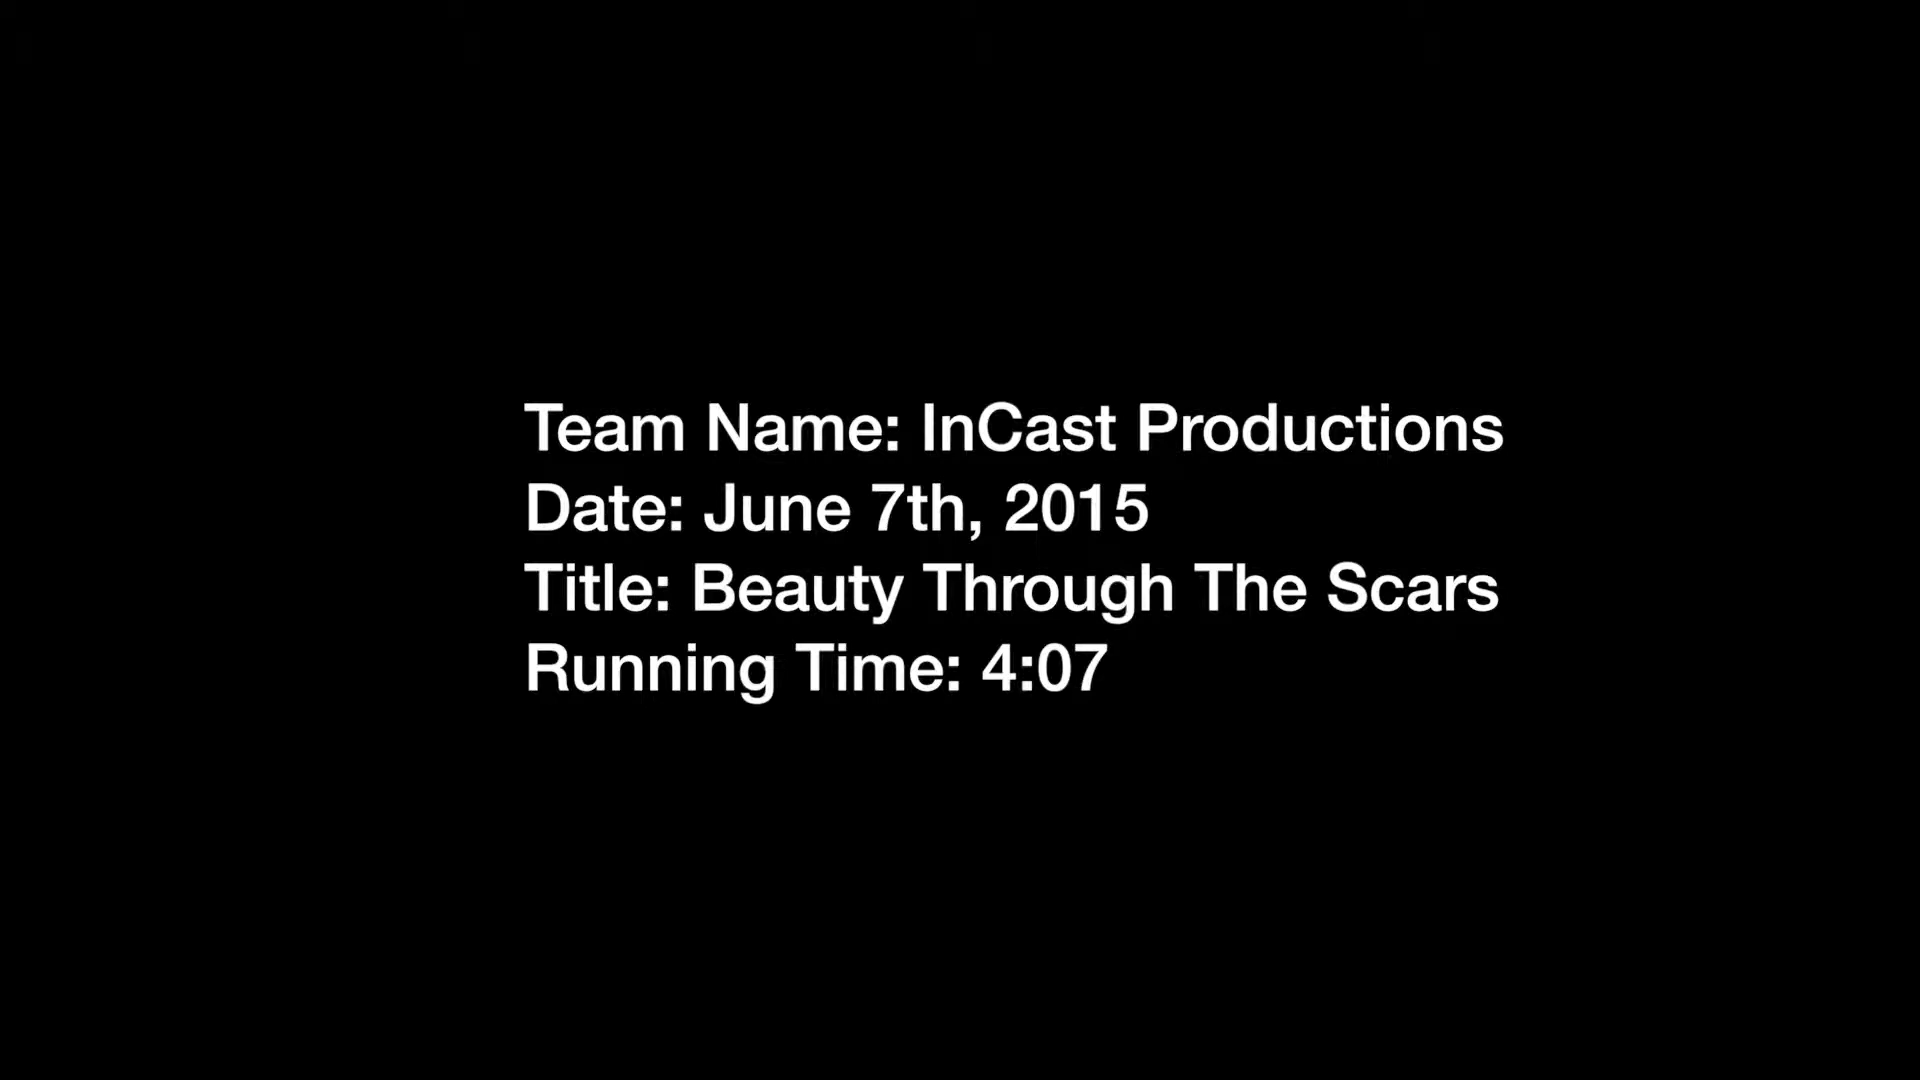 Team Name: InCast Productions
Date: June 7th, 2015
Title: Beauty Through The Scars
Running Time: 4:07